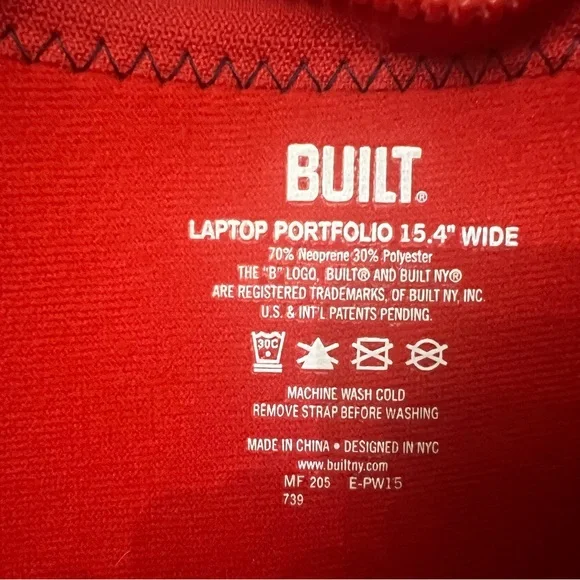 BUILT®
LAPTOP PORTFOLIO 15.4" WIDE
70% Neoprene 30% Polyester
THE "B" LOGO, BUILT® AND BUILT NY®
ARE REGISTERED TRADEMARKS, OF BUILT NY, INC.
U.S. & INT'L PATENTS PENDING.
30C
MACHINE WASH COLD
REMOVE STRAP BEFORE WASHING
MADE IN CHINA • DESIGNED IN NYC
www.builtny.com
MF 205 E-PW15
739